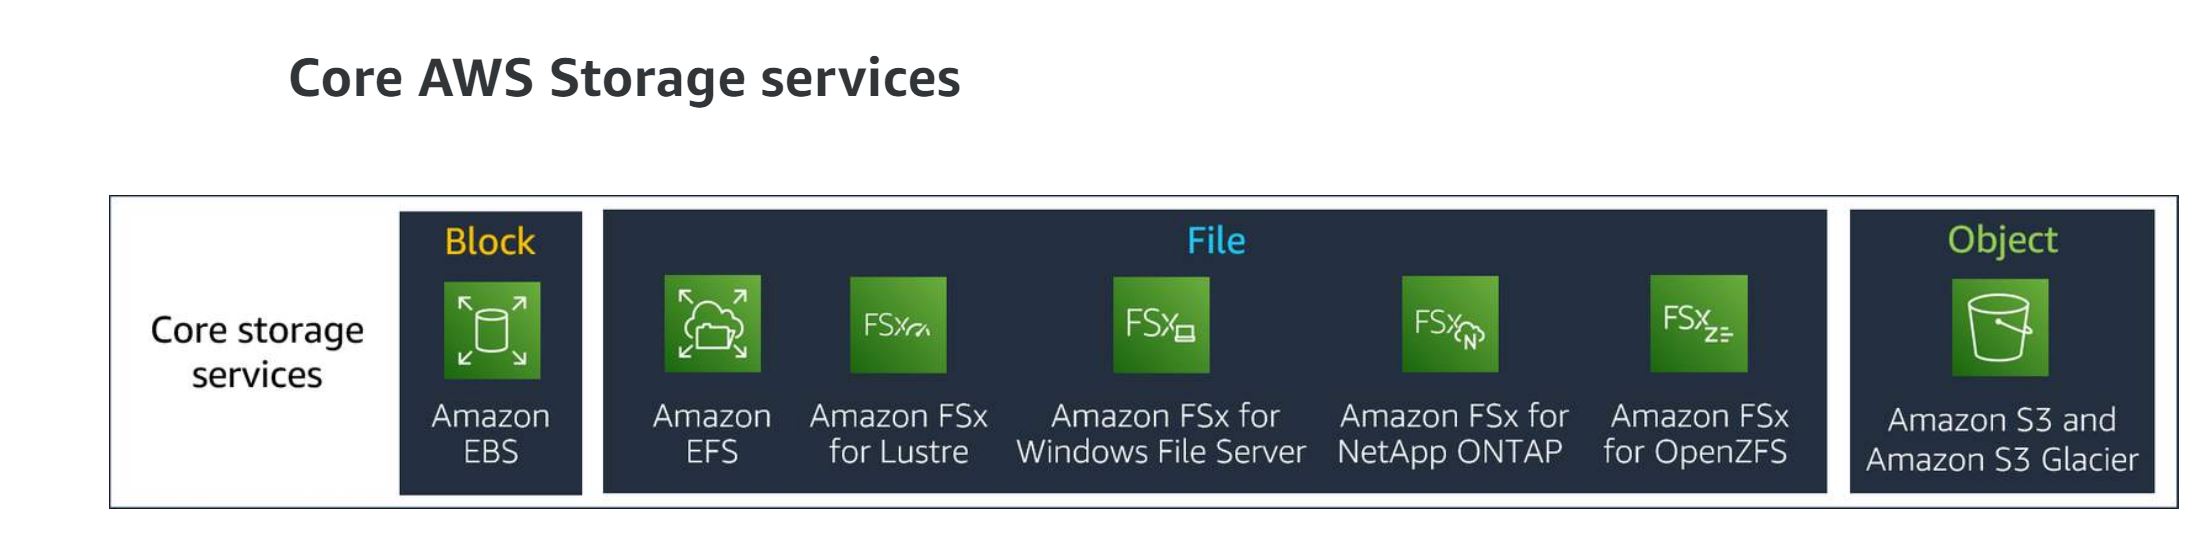 Core AWS Storage services
Core storage
services
Block
Amazon
EBS
File
FSx
FSx
FSx
N
FSx
Z
Amazon
EFS
Amazon FSx
for Lustre
Amazon FSx for
Windows File Server
Amazon FSx for
NetApp ONTAP
Amazon FSx
for OpenZFS
Object
Amazon S3 and
Amazon S3 Glacier